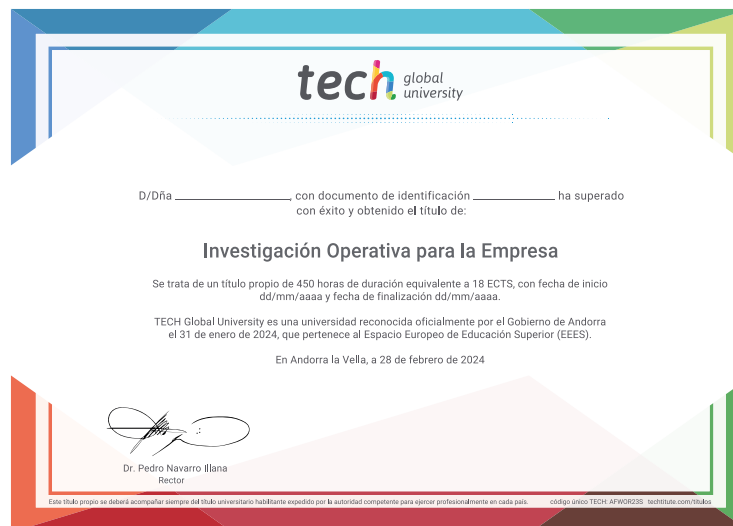 tech global
university
D/Dña ______________, con documento de identificación ______________ ha superado
con éxito y obtenido el título de:
Investigación Operativa para la Empresa
Se trata de un título propio de 450 horas de duración equivalente a 18 ECTS, con fecha de inicio
dd/mm/aaaa y fecha de finalización dd/mm/aaaa.
TECH Global University es una universidad reconocida oficialmente por el Gobierno de Andorra
el 31 de enero de 2024, que pertenece al Espacio Europeo de Educación Superior (EEES).
En Andorra la Vella, a 28 de febrero de 2024
Dr. Pedro Navarro Illana
Rector
Este título propio se deberá acompañar siempre del título universitario habilitante expedido por la autoridad competente para ejercer profesionalmente en cada país. código único TECH: AFWOR23S techtitute.com/titulos